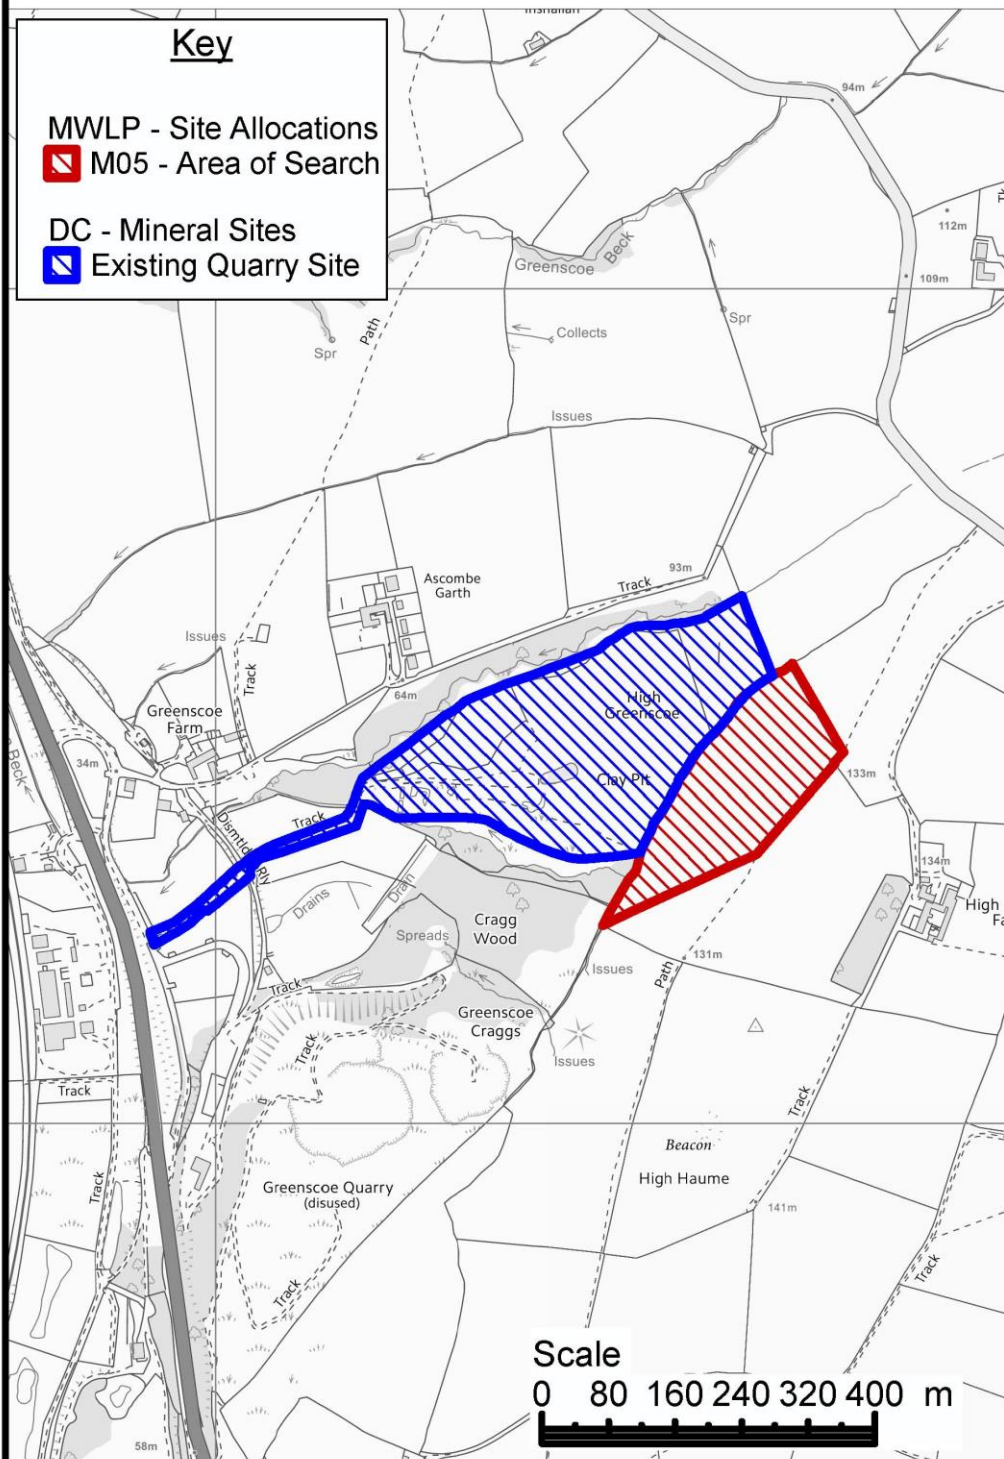 Key
MWLP - Site Allocations
M05 - Area of Search
DC - Mineral Sites
Existing Quarry Site
94m
112m
109m
Greenscoe Beck
Path
Spr
Collects
Spr
Issues
93m
Track
Ascombe
Garth
Issues
Track
64m
Greenscoe
Farm
High
Greenscoe
Beck
34m
Clay Pit
133m
Track
Dismtld Rly
134m
Drain
Drains
Cragg
Wood
High
Spreads
Issues
Path
131m
Track
Greenscoe
Craggs
Track
Issues
Track
Track
Track
Beacon
High Haume
Greenscoe Quarry
(disused)
141m
Track
Track
Scale
0 80 160 240 320 400 m
58m